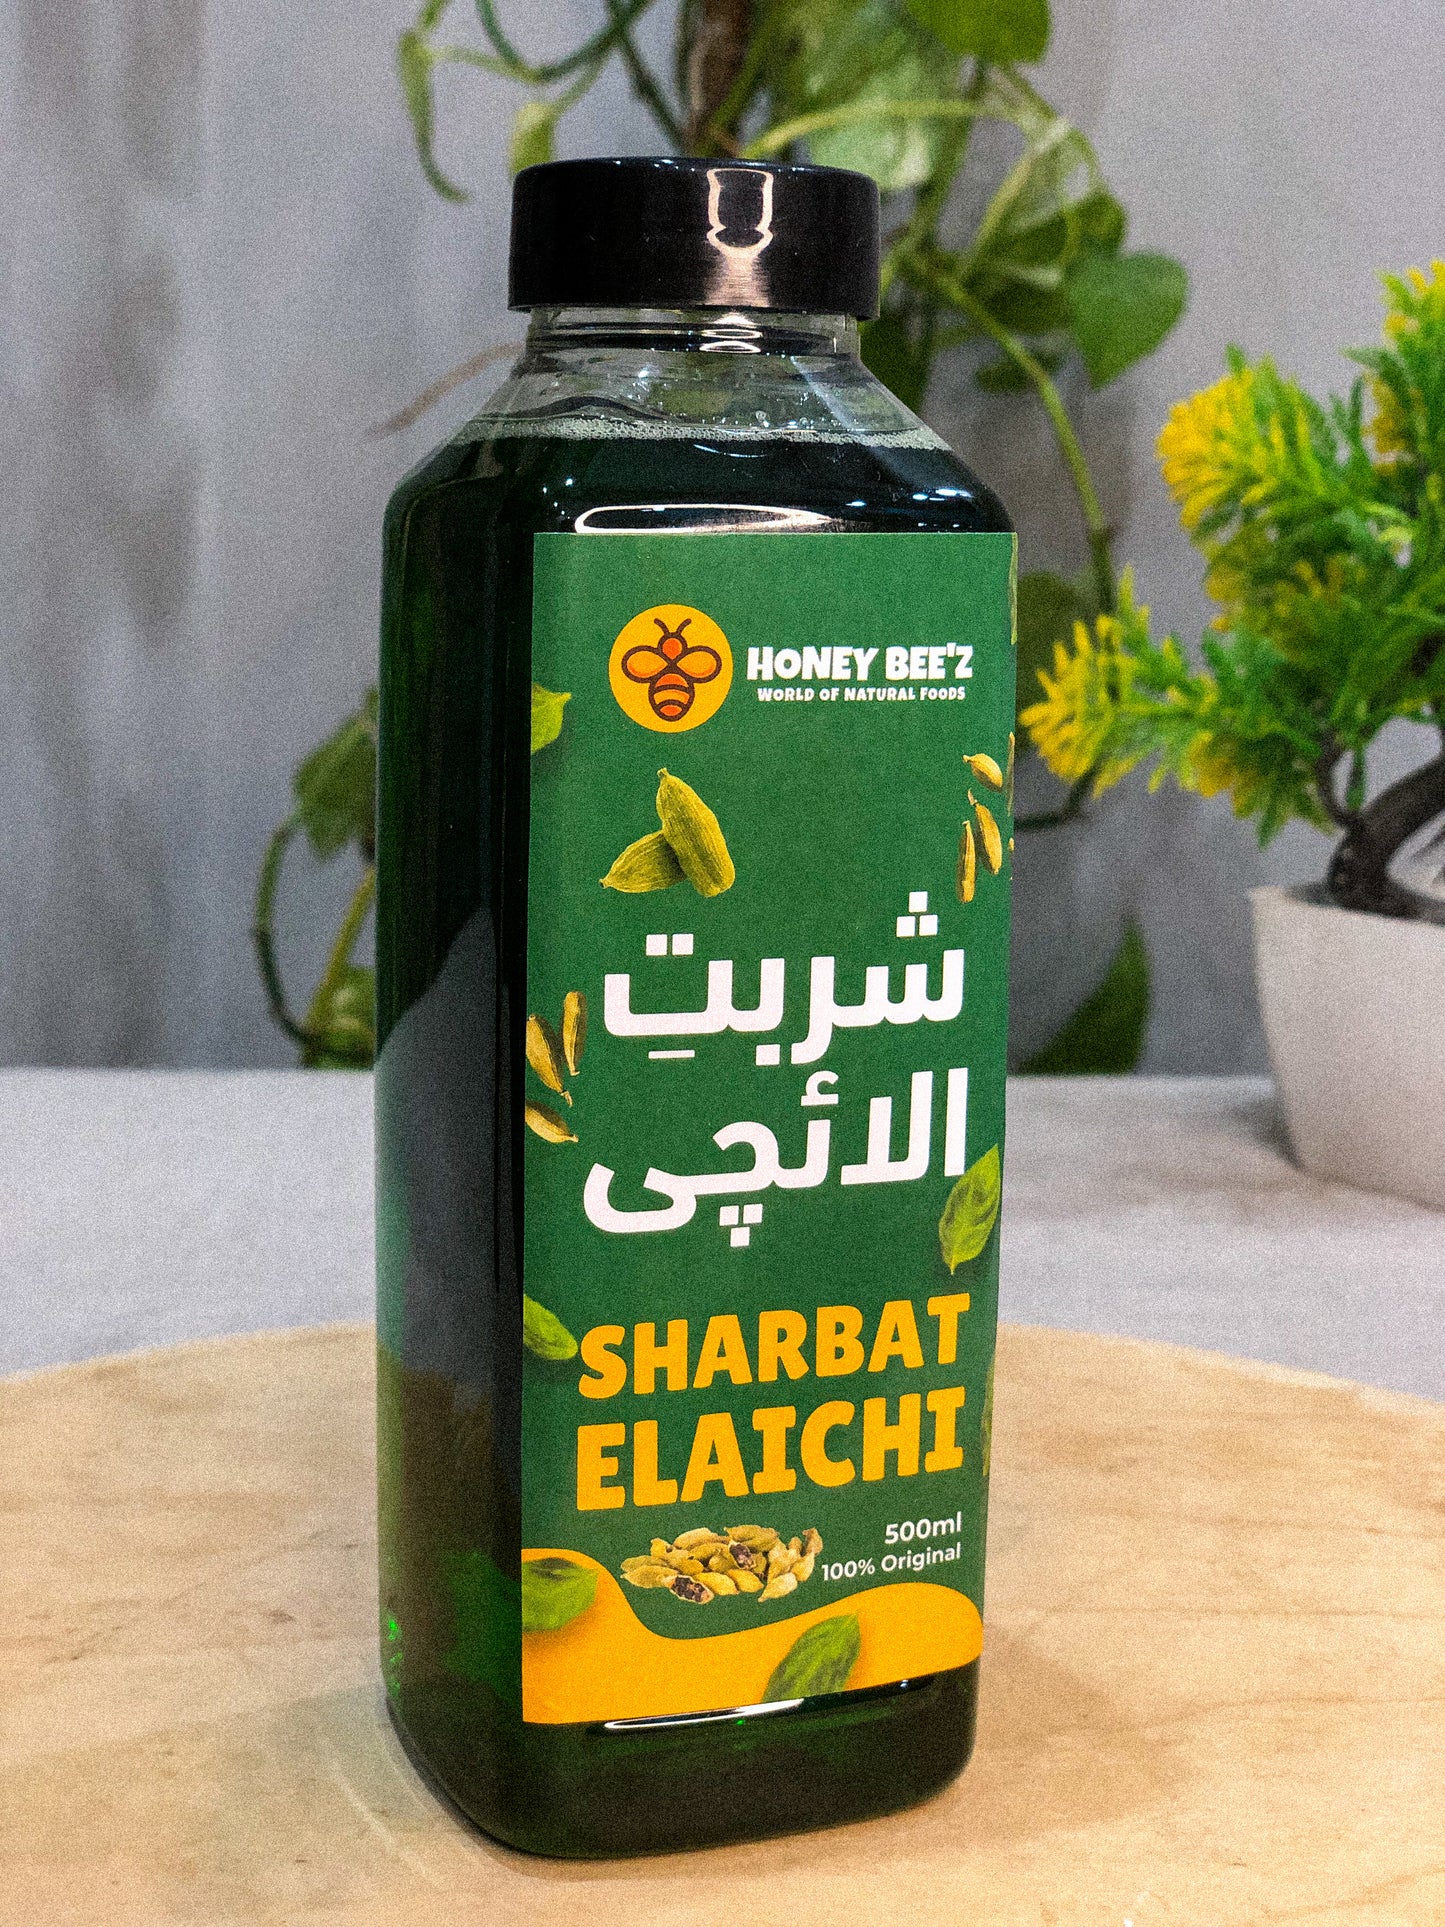 HONEY BEE'Z
WORLD OF NATURAL FOODS
شربتِ
الائچی
SHARBAT
ELAICHI
500ml
100% Original